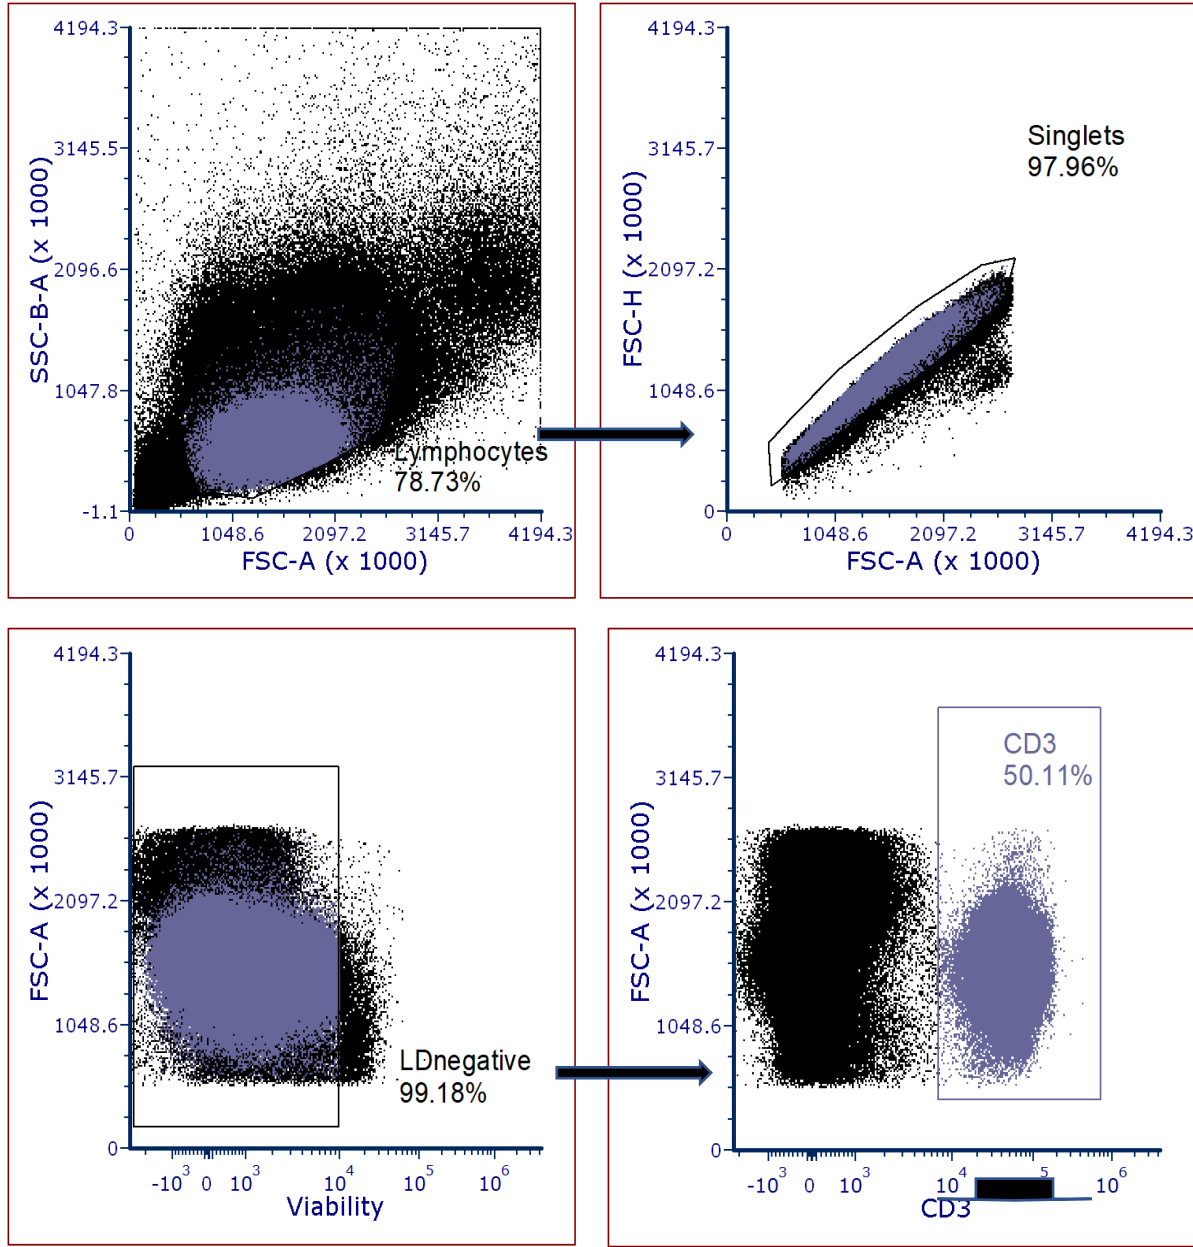 4194.3
3145.5
2096.6
1047.8
-1.1
SSC-B-A (x 1000)
0 1048.6 2097.2 3145.7 4194.3
FSC-A (x 1000)
Lymphocytes
78.73%
4194.3
3145.7
2097.2
1048.6
0
FSC-H (x 1000)
0 1048.6 2097.2 3145.7 4194.3
FSC-A (x 1000)
Singlets
97.96%
4194.3
3145.7
2097.2
1048.6
0
FSC-A (x 1000)
-10³ 0 10³ 10⁴ 10⁵ 10⁶
Viability
LDnegative
99.18%
4194.3
3145.7
2097.2
1048.6
0
FSC-A (x 1000)
-10³ 0 10³ 10⁴ 10⁵ 10⁶
CD3
CD3
50.11%